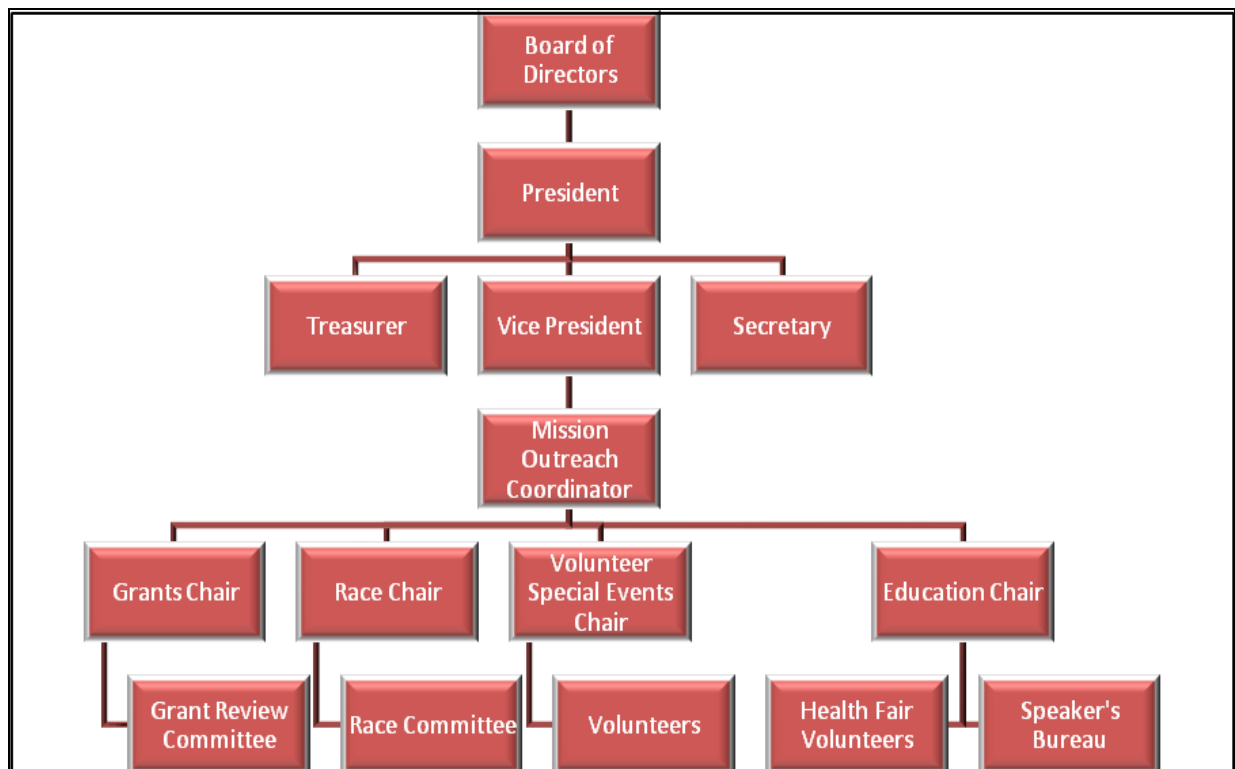 Board of
Directors
President
Treasurer
Vice President
Secretary
Mission
Outreach
Coordinator
Grants Chair
Race Chair
Volunteer
Special Events
Chair
Education Chair
Grant Review
Committee
Race Committee
Volunteers
Health Fair
Volunteers
Speaker's
Bureau